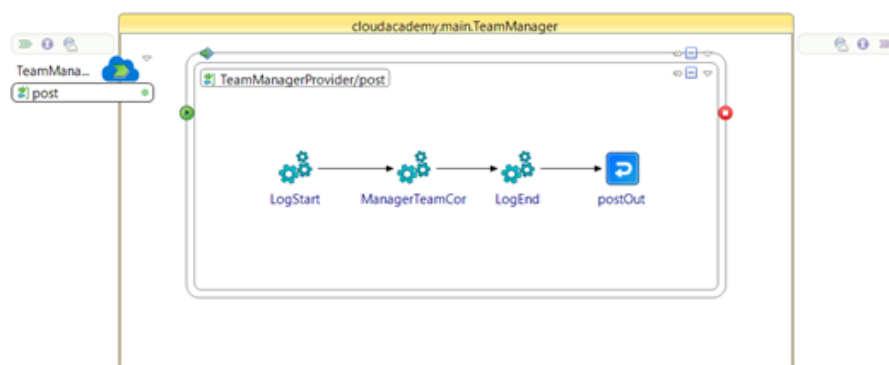 cloudacademy.main.TeamManager
TeamMana...
post
TeamManagerProvider/post
LogStart
ManagerTeamCor
LogEnd
postOut